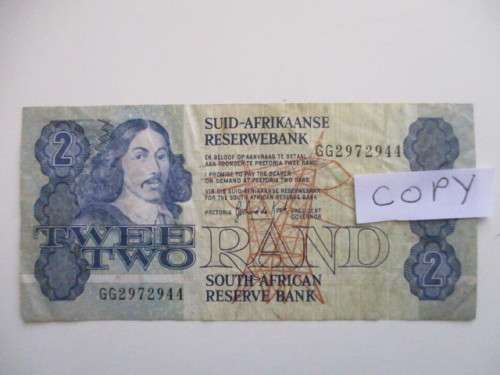 2
SUID-AFRIKAANSE
RESERWEBANK
GG2972944
EK BELOOF OP AANVRAAG TE BETAAL
AAN TOONDER TE PRETORIA TWEE RAND
I PROMISE TO PAY THE BEARER
ON DEMAND AT PRETORIA TWO RAND
VIR DIE SUID-AFRIKAANSE RESERWEBANK
FOR THE SOUTH AFRICAN RESERVE BANK
PRETORIA
PRESIDENT
GOVERNOR
COPY
TWEE
TWO
RAND
2
GG2972944
SOUTH AFRICAN
RESERVE BANK